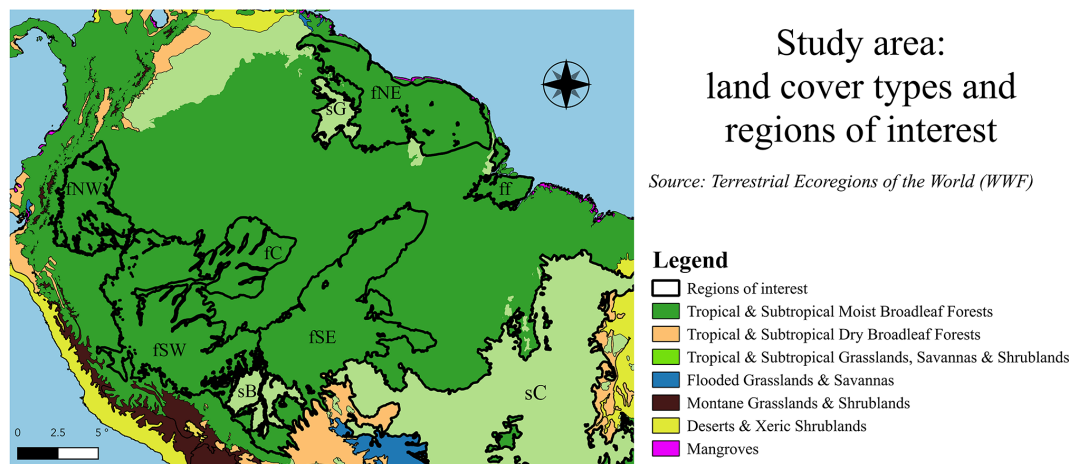 Study area:
land cover types and
regions of interest
Source: Terrestrial Ecoregions of the World (WWF)
Legend
Regions of interest
Tropical & Subtropical Moist Broadleaf Forests
Tropical & Subtropical Dry Broadleaf Forests
Tropical & Subtropical Grasslands, Savannas & Shrublands
Flooded Grasslands & Savannas
Montane Grasslands & Shrublands
Deserts & Xeric Shrublands
Mangroves
fNE
sG
fNW
ff
fC
fSW
fSE
sB
sC
0 2.5 5°